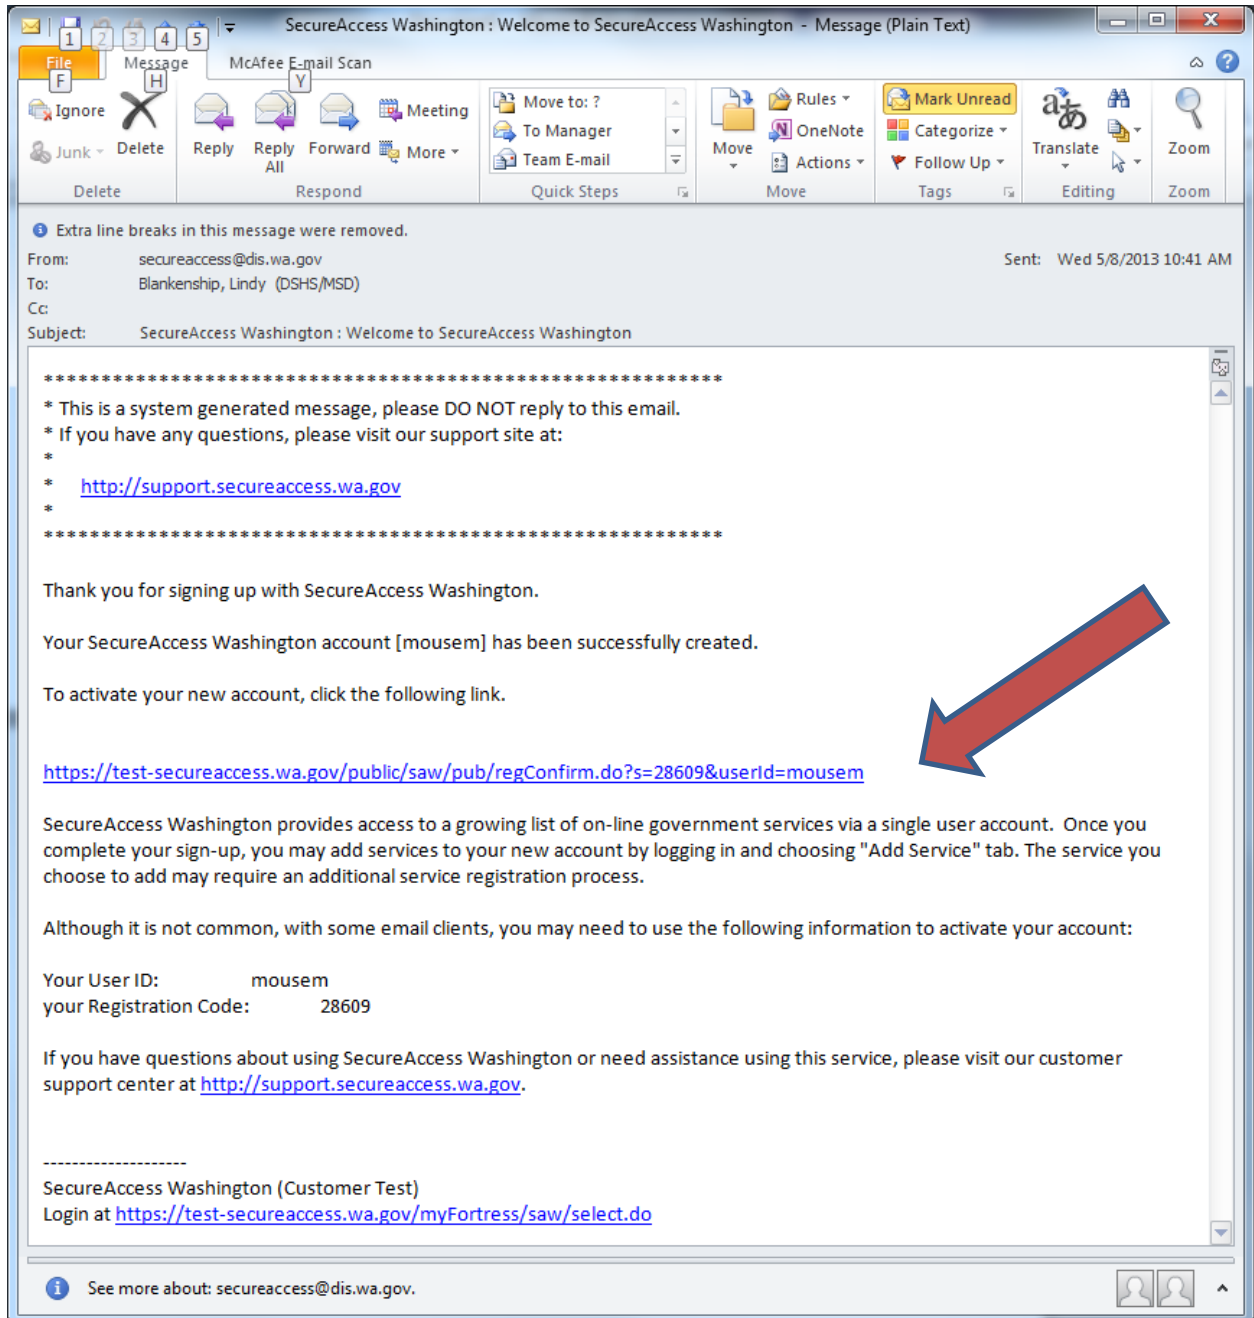 SecureAccess Washington : Welcome to SecureAccess Washington - Message (Plain Text)
1 2 3 4 5
File Message McAfee E-mail Scan
F H Y
Ignore
Junk
Delete
Reply
Reply All
Forward
Meeting
More
Move to: ?
To Manager
Team E-mail
Move
Rules
OneNote
Actions
Mark Unread
Categorize
Follow Up
Translate
Zoom
Delete Respond Quick Steps Move Tags Editing Zoom
Extra line breaks in this message were removed.
From: secureaccess@dis.wa.gov Sent: Wed 5/8/2013 10:41 AM
To: Blankenship, Lindy (DSHS/MSD)
Cc:
Subject: SecureAccess Washington : Welcome to SecureAccess Washington
***********************************************************
* This is a system generated message, please DO NOT reply to this email.
* If you have any questions, please visit our support site at:
*
* http://support.secureaccess.wa.gov
*
***********************************************************
Thank you for signing up with SecureAccess Washington.
Your SecureAccess Washington account [mousem] has been successfully created.
To activate your new account, click the following link.
https://test-secureaccess.wa.gov/public/saw/pub/regConfirm.do?s=28609&userId=mousem
SecureAccess Washington provides access to a growing list of on-line government services via a single user account. Once you
complete your sign-up, you may add services to your new account by logging in and choosing "Add Service" tab. The service you
choose to add may require an additional service registration process.
Although it is not common, with some email clients, you may need to use the following information to activate your account:
Your User ID: mousem
your Registration Code: 28609
If you have questions about using SecureAccess Washington or need assistance using this service, please visit our customer
support center at http://support.secureaccess.wa.gov.
--------------------
SecureAccess Washington (Customer Test)
Login at https://test-secureaccess.wa.gov/myFortress/saw/select.do
See more about: secureaccess@dis.wa.gov.